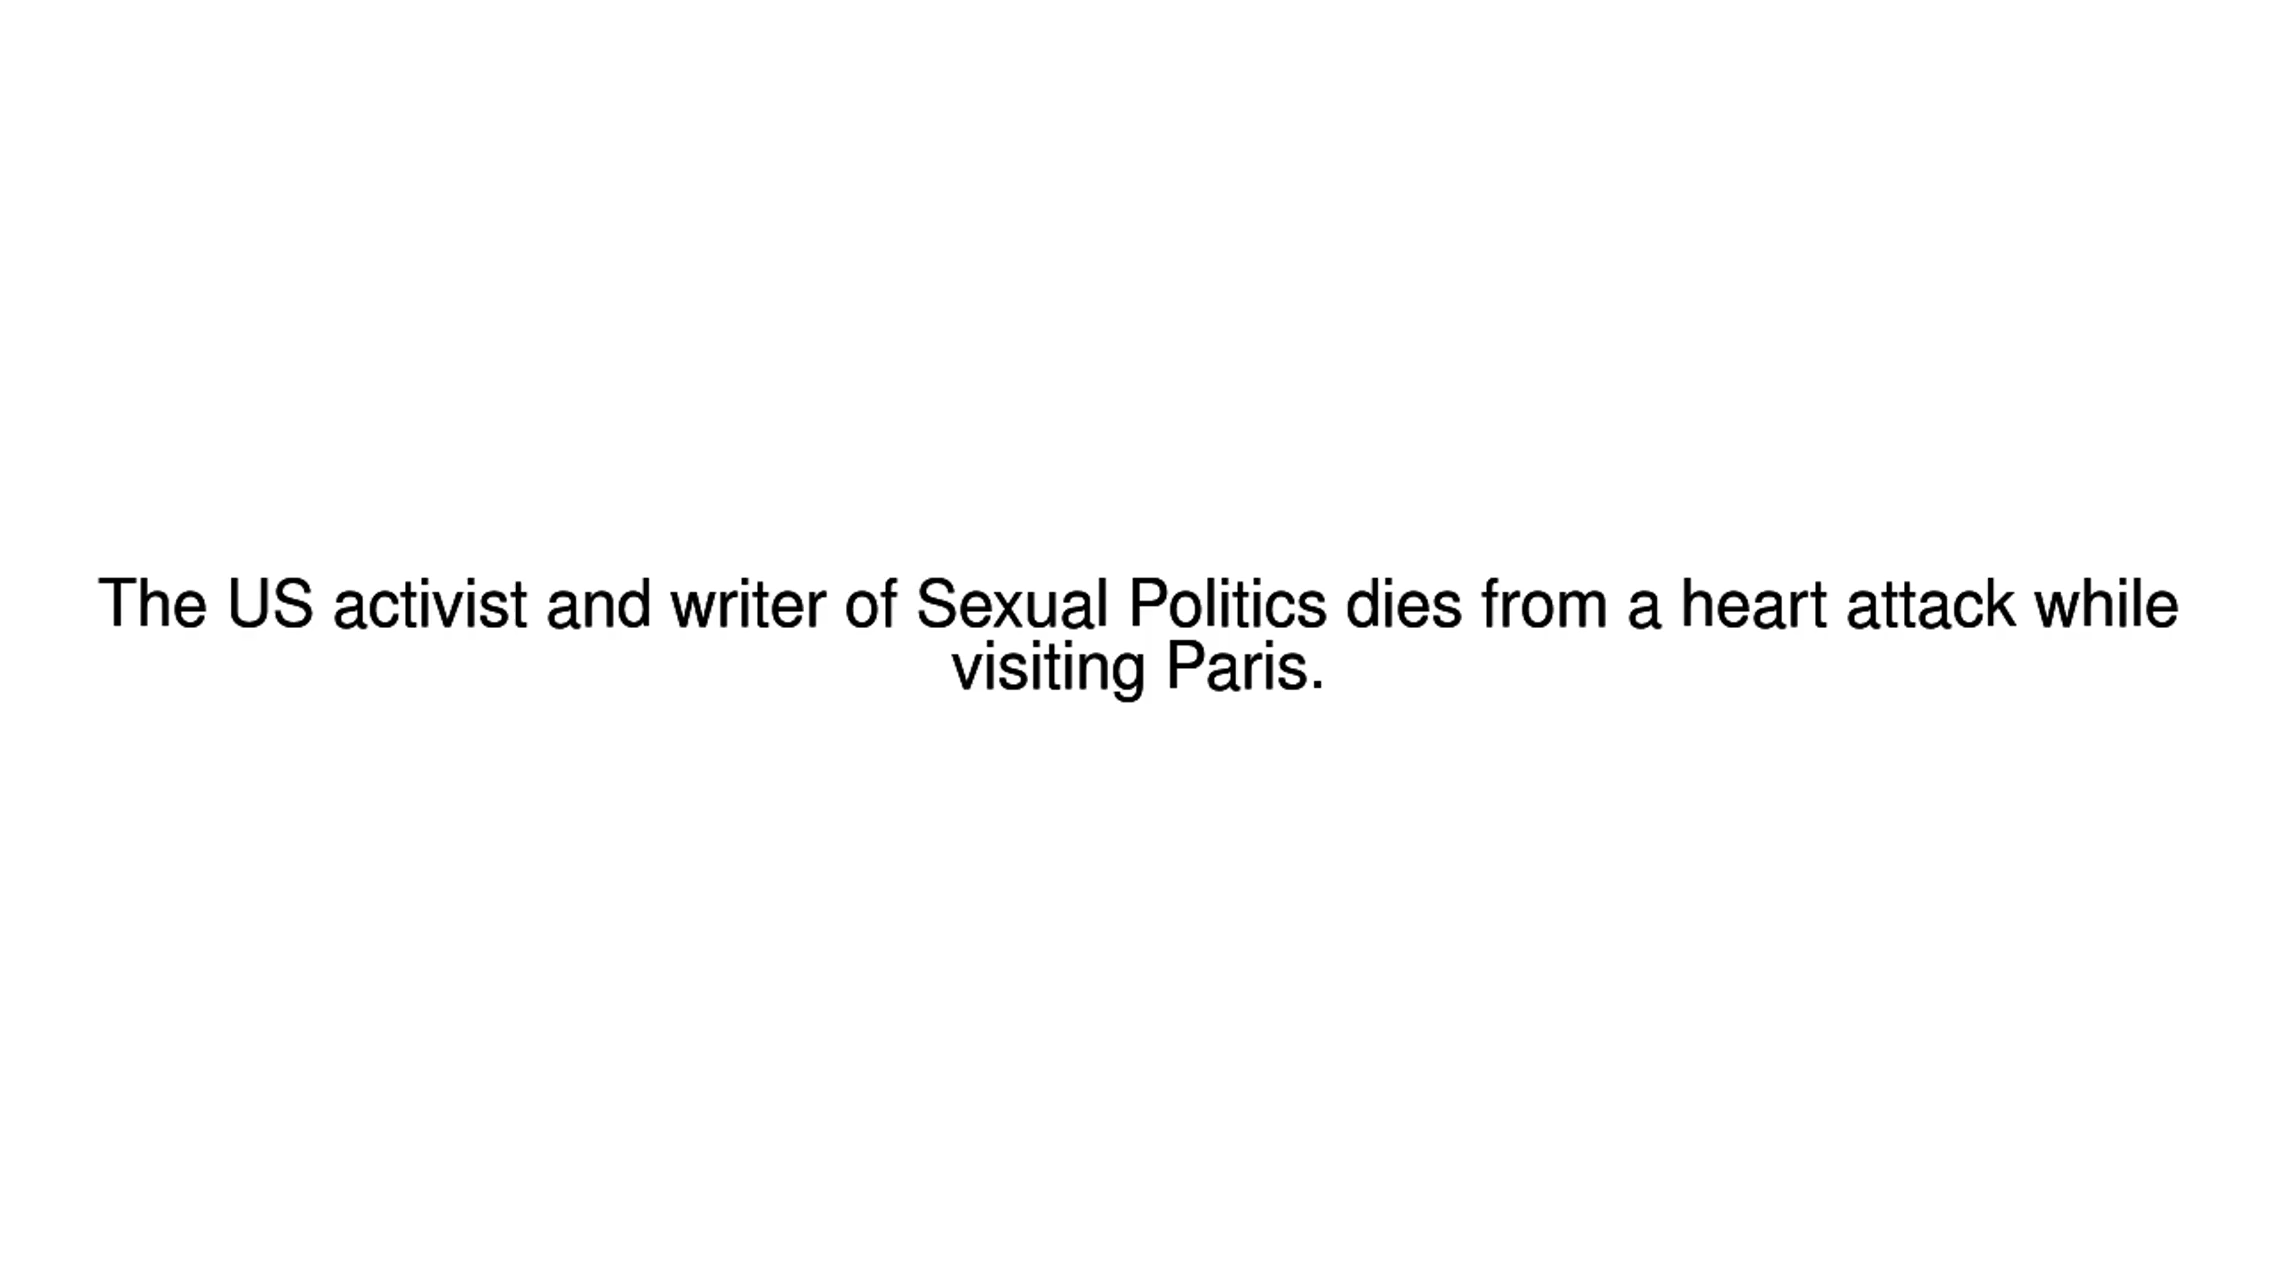 The US activist and writer of Sexual Politics dies from a heart attack while
visiting Paris.